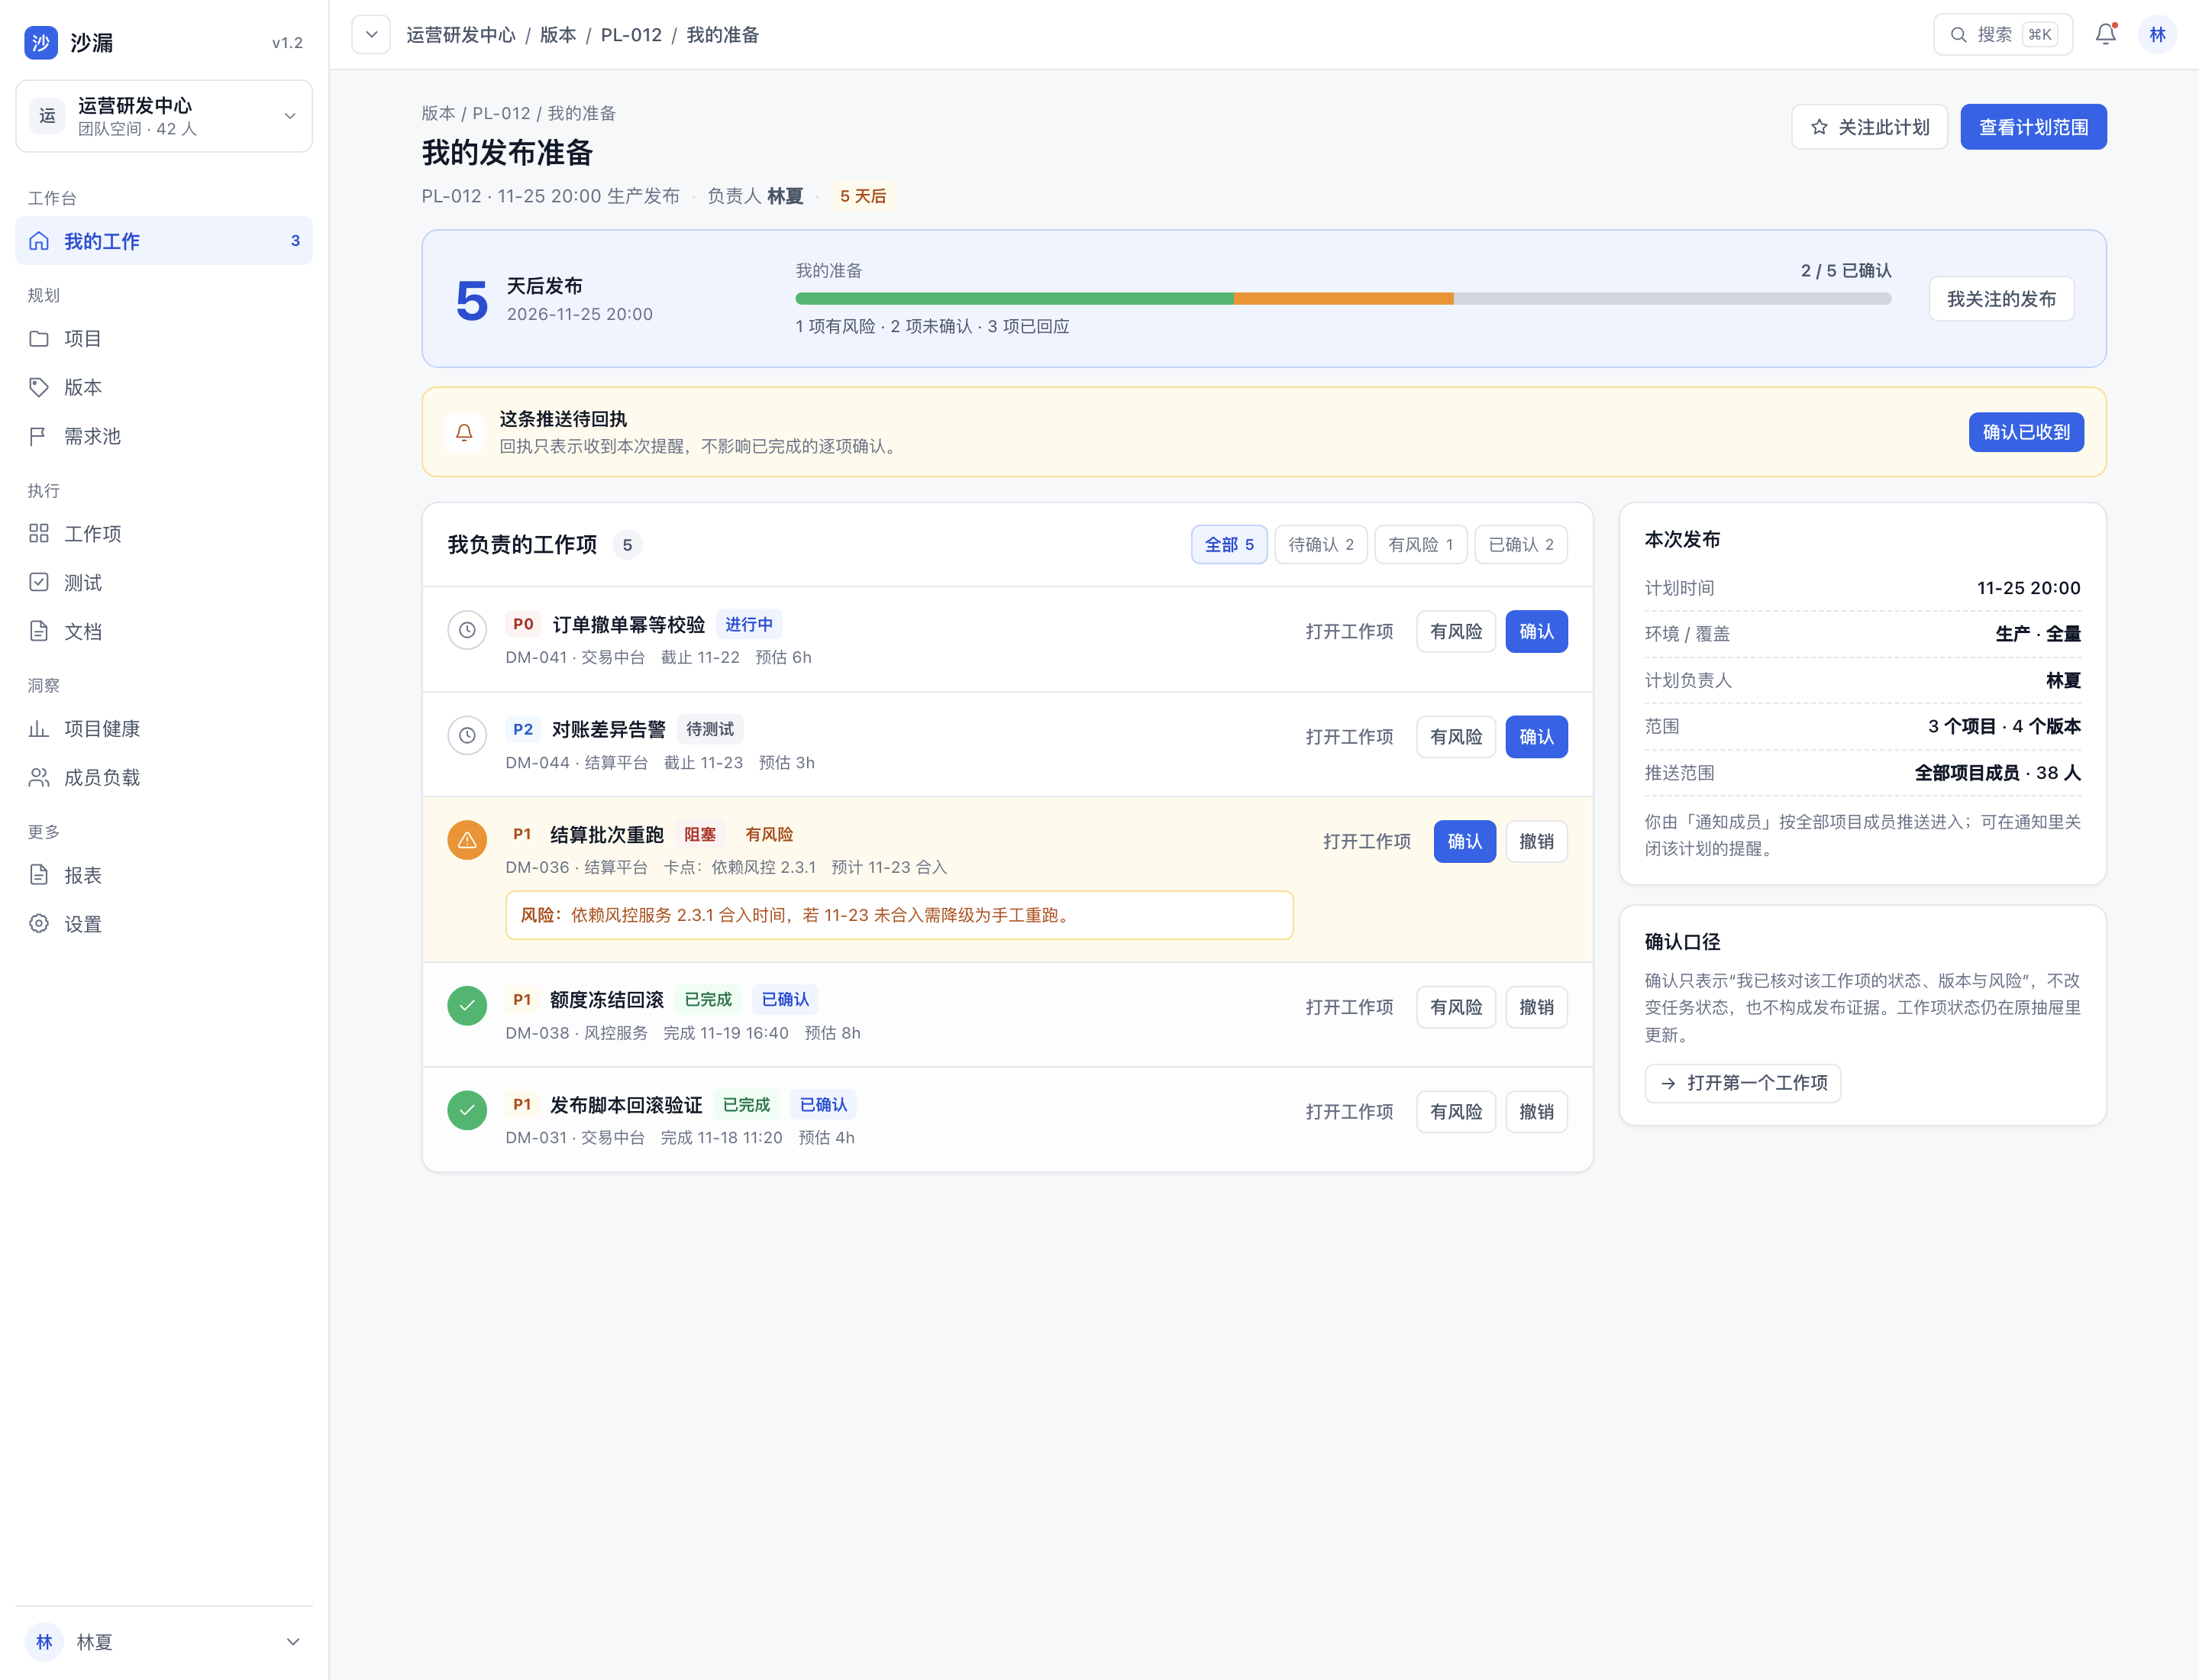 沙 沙漏 v1.2
运 运营研发中心
团队空间 · 42 人
工作台
我的工作 3
规划
项目
版本
需求池
执行
工作项
测试
文档
洞察
项目健康
成员负载
更多
报表
设置
林 林夏
运营研发中心 / 版本 / PL-012 / 我的准备
搜索 ⌘K 林
版本 / PL-012 / 我的准备
我的发布准备
PL-012 · 11-25 20:00 生产发布 · 负责人 林夏 · 5 天后
关注此计划 查看计划范围
5 天后发布
2026-11-25 20:00
我的准备 2 / 5 已确认
1 项有风险 · 2 项未确认 · 3 项已回应
我关注的发布
这条推送待回执
回执只表示收到本次提醒，不影响已完成的逐项确认。
确认已收到
我负责的工作项 5
全部 5 待确认 2 有风险 1 已确认 2
P0 订单撤单幂等校验 进行中
DM-041 · 交易中台 截止 11-22 预估 6h
打开工作项 有风险 确认
P2 对账差异告警 待测试
DM-044 · 结算平台 截止 11-23 预估 3h
打开工作项 有风险 确认
P1 结算批次重跑 阻塞 有风险
DM-036 · 结算平台 卡点：依赖风控 2.3.1 预计 11-23 合入
风险：依赖风控服务 2.3.1 合入时间，若 11-23 未合入需降级为手工重跑。
打开工作项 确认 撤销
P1 额度冻结回滚 已完成 已确认
DM-038 · 风控服务 完成 11-19 16:40 预估 8h
打开工作项 有风险 撤销
P1 发布脚本回滚验证 已完成 已确认
DM-031 · 交易中台 完成 11-18 11:20 预估 4h
打开工作项 有风险 撤销
本次发布
计划时间 11-25 20:00
环境 / 覆盖 生产 · 全量
计划负责人 林夏
范围 3 个项目 · 4 个版本
推送范围 全部项目成员 · 38 人
你由「通知成员」按全部项目成员推送进入；可在通知里关
闭该计划的提醒。
确认口径
确认只表示“我已核对该工作项的状态、版本与风险”，不改
变任务状态，也不构成发布证据。工作项状态仍在原抽屉里
更新。
打开第一个工作项